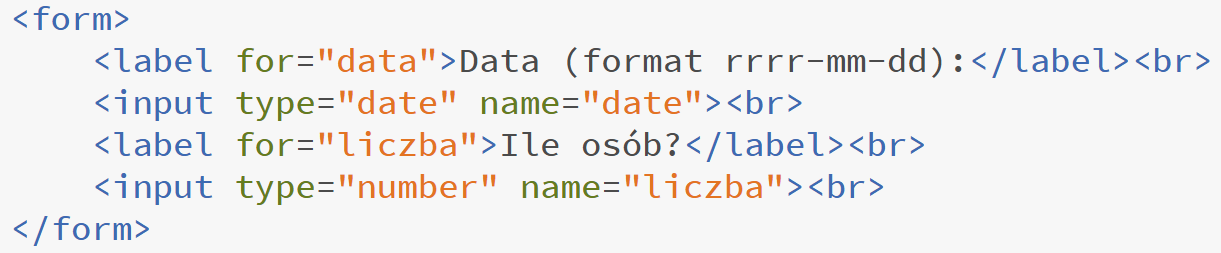 <form>
<label for="data">Data (format rrrr-mm-dd):</label><br>
<input type="date" name="date"><br>
<label for="liczba">Ile osób?</label><br>
<input type="number" name="liczba"><br>
</form>